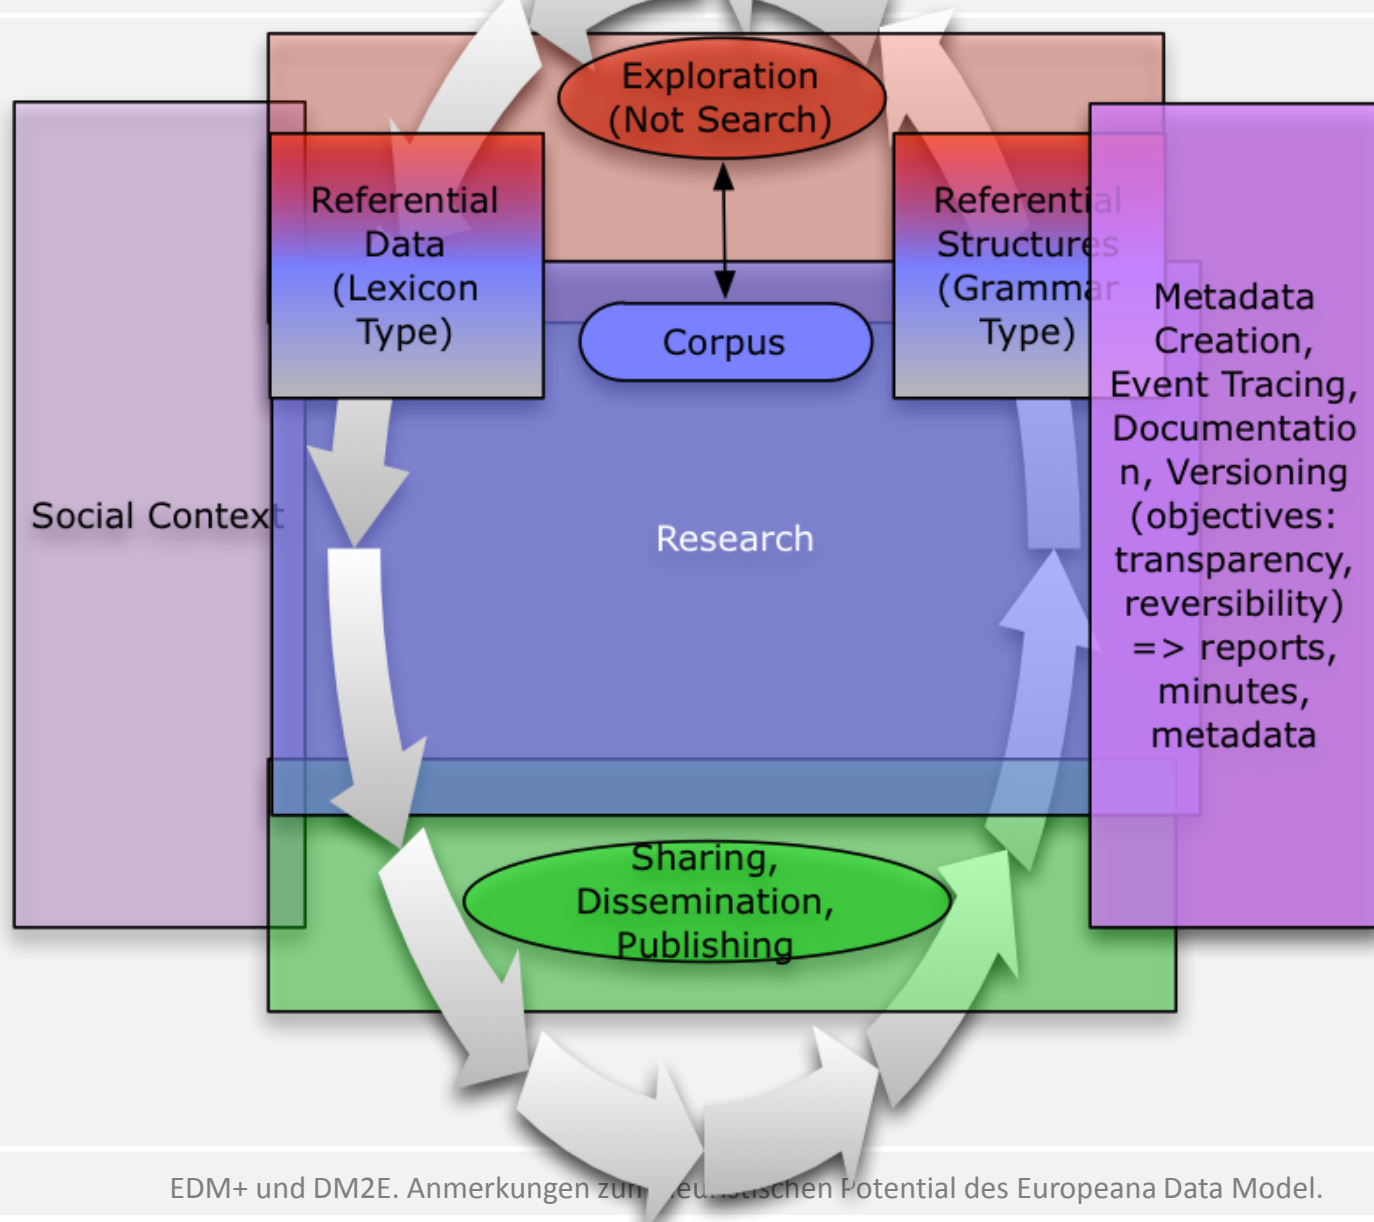 Exploration
(Not Search)
Referential
Data
(Lexicon
Type)
Referential
Structures
(Grammar
Type)
Corpus
Social Context
Research
Metadata
Creation,
Event Tracing,
Documentatio
n, Versioning
(objectives:
transparency,
reversibility)
=> reports,
minutes,
metadata
Sharing,
Dissemination,
Publishing
EDM+ und DM2E. Anmerkungen zum heuristischen Potential des Europeana Data Model.